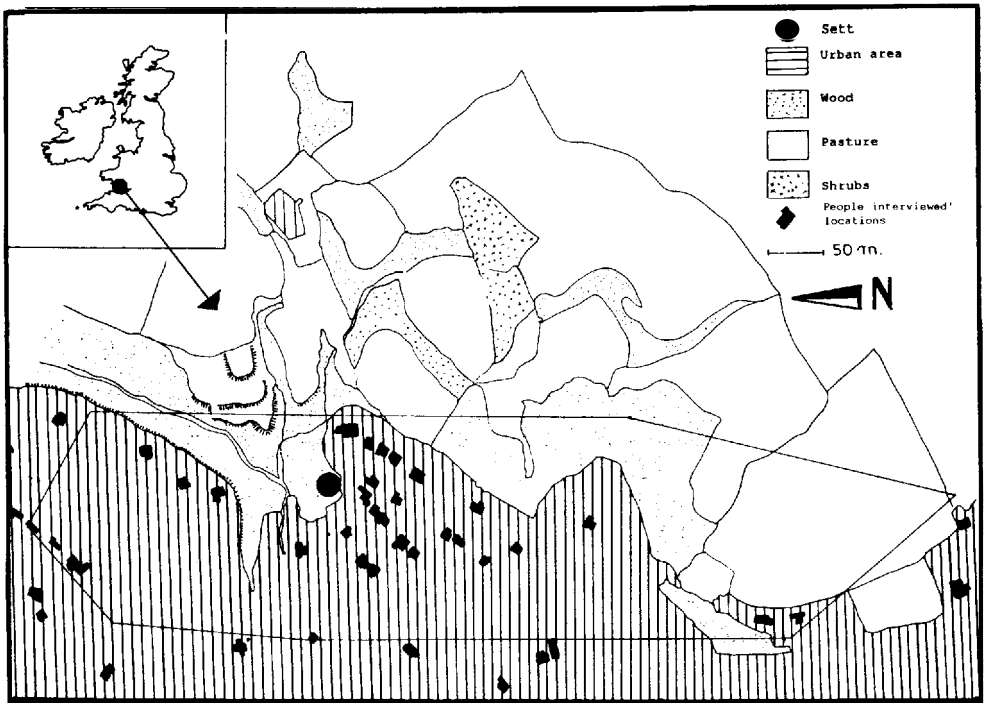 Sett
Urban area
Wood
Pasture
Shrubs
People interviewed'
locations
50 m.
N